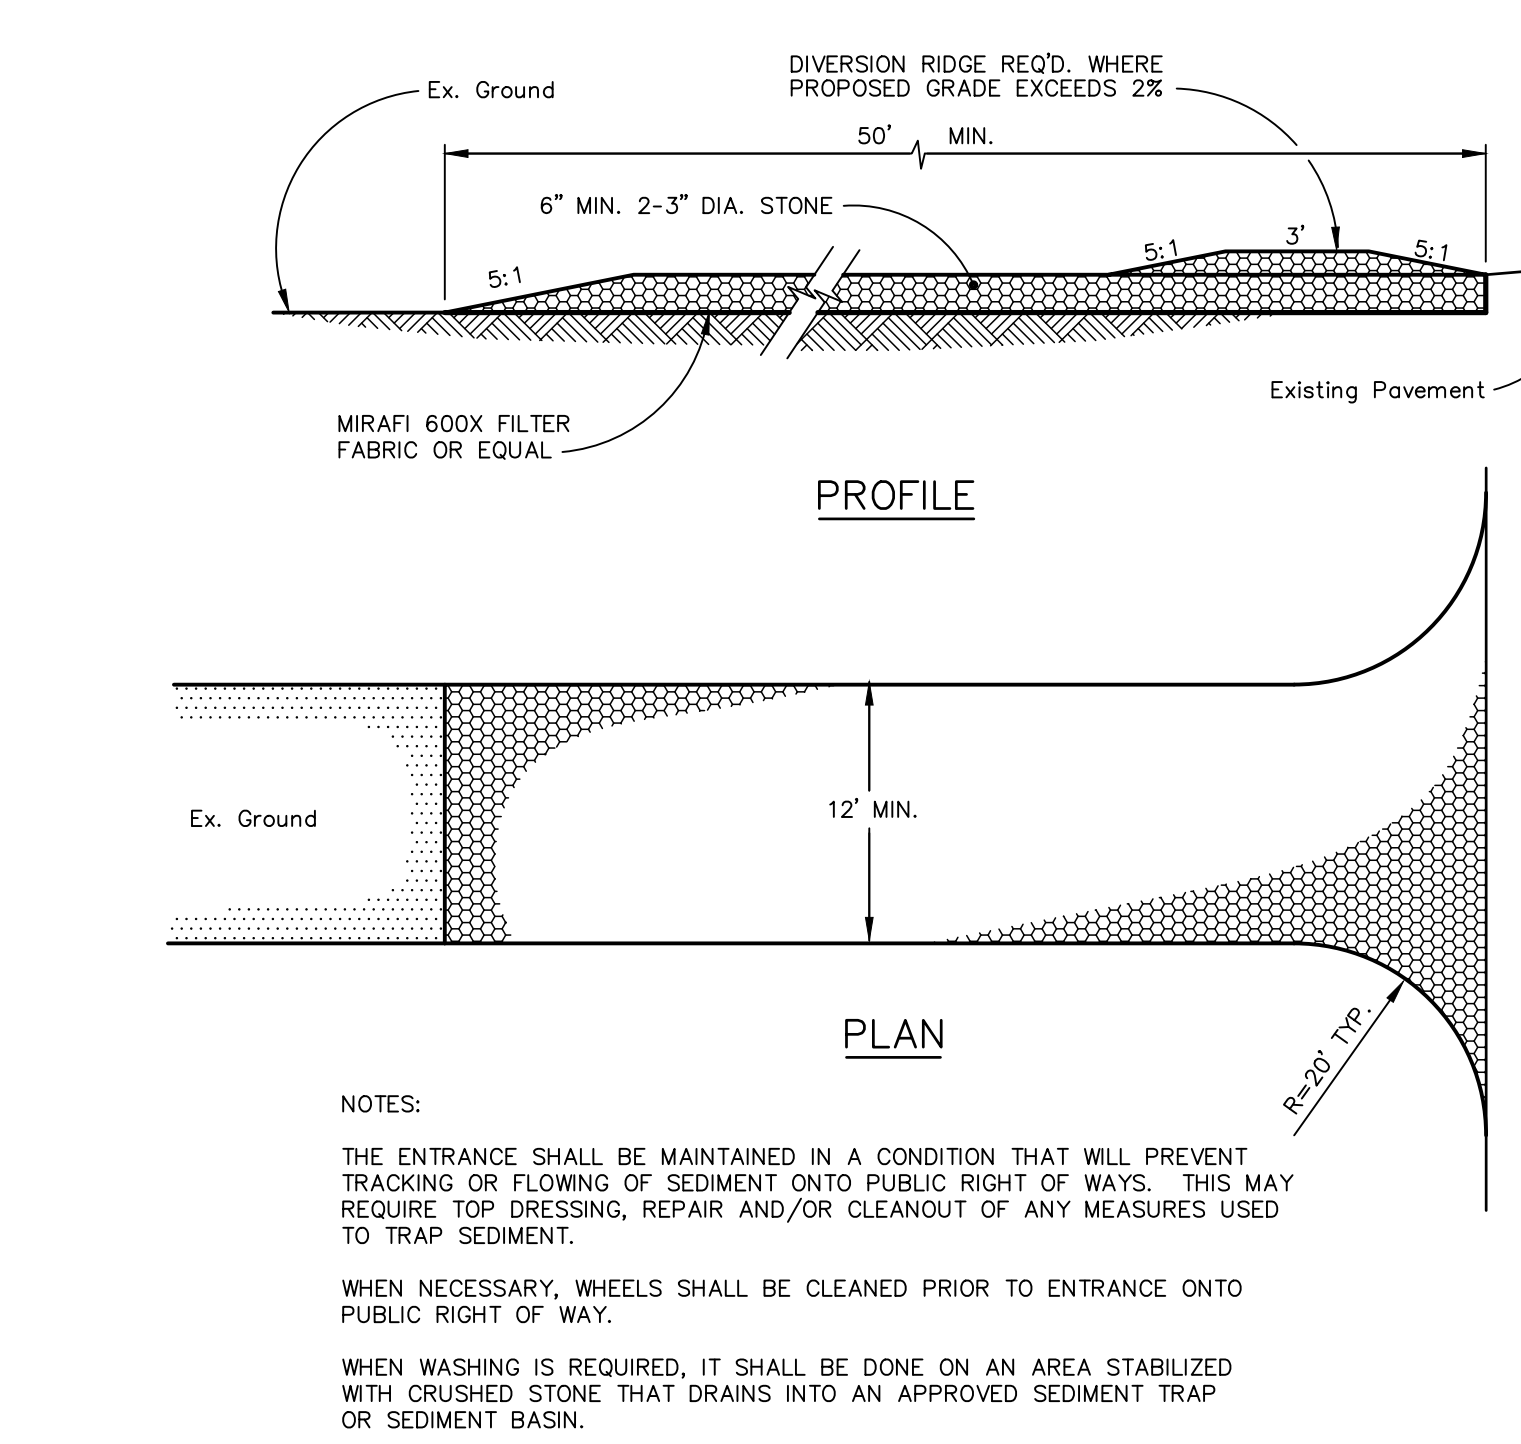 DIVERSION RIDGE REQ'D. WHERE
PROPOSED GRADE EXCEEDS 2%
Ex. Ground
50' MIN.
6" MIN. 2-3" DIA. STONE
5:1
5:1
3'
5:1
Existing Pavement
MIRAFI 600X FILTER
FABRIC OR EQUAL
PROFILE
12' MIN.
Ex. Ground
R=20' TYP.
PLAN
NOTES:
THE ENTRANCE SHALL BE MAINTAINED IN A CONDITION THAT WILL PREVENT
TRACKING OR FLOWING OF SEDIMENT ONTO PUBLIC RIGHT OF WAYS. THIS MAY
REQUIRE TOP DRESSING, REPAIR AND/OR CLEANOUT OF ANY MEASURES USED
TO TRAP SEDIMENT.
WHEN NECESSARY, WHEELS SHALL BE CLEANED PRIOR TO ENTRANCE ONTO
PUBLIC RIGHT OF WAY.
WHEN WASHING IS REQUIRED, IT SHALL BE DONE ON AN AREA STABILIZED
WITH CRUSHED STONE THAT DRAINS INTO AN APPROVED SEDIMENT TRAP
OR SEDIMENT BASIN.